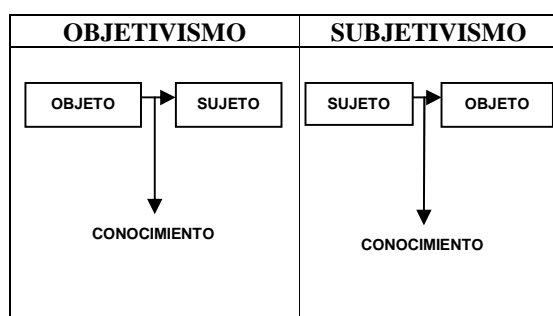 OBJETIVISMO
SUBJETIVISMO
OBJETO
SUJETO
CONOCIMIENTO
SUJETO
OBJETO
CONOCIMIENTO